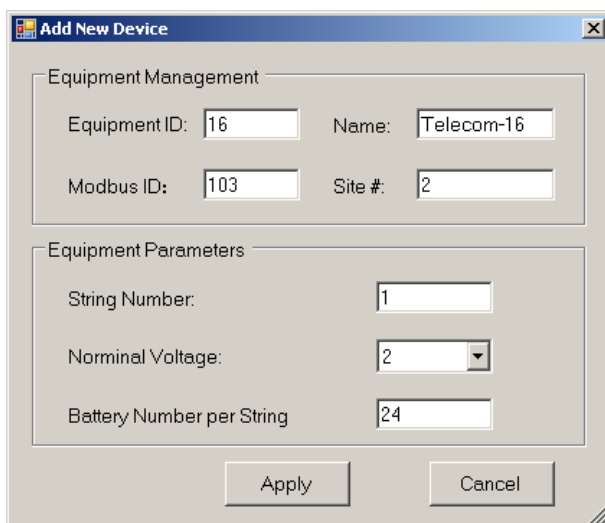 Add New Device
Equipment Management
Equipment ID: 16 Name: Telecom-16
Modbus ID: 103 Site #: 2
Equipment Parameters
String Number: 1
Norminal Voltage: 2
Battery Number per String 24
Apply Cancel